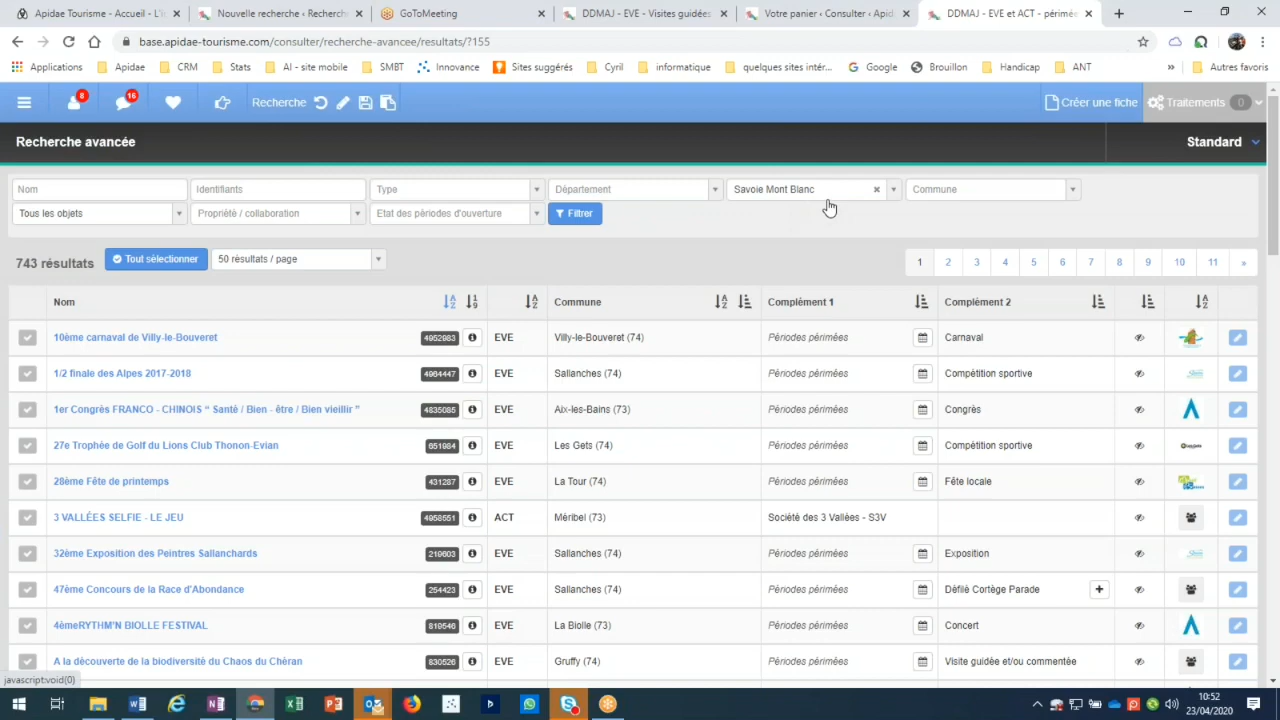 Apidae Tourisme - Accueil - L'i
Nouvelle recherche ‹ Recherch
GoToMeeting
DDMAJ - EVE - Visites guidées
Votre panier ‹ Consulter ‹ Apid
DDMAJ - EVE et ACT - périmé
base.apidae-tourisme.com/consulter/recherche-avancee/resultats/?155
Applications
Apidae
CRM
Stats
AI - site mobile
SMBT
Innovance
Sites suggérés
Cyril
informatique
quelques sites intér...
Google
Brouillon
Handicap
ANT
»
Autres favoris
8
16
Recherche
Créer une fiche
Traitements 0
Recherche avancée
Standard
Nom
Identifiants
Type
Département
Savoie Mont Blanc
Commune
Tous les objets
Propriété / collaboration
Etat des périodes d'ouverture
Filtrer
743 résultats
Tout sélectionner
50 résultats / page
1 2 3 4 5 6 7 8 9 10 11 »
Nom Commune Complément 1 Complément 2
10ème carnaval de Villy-le-Bouveret 4952983 EVE Villy-le-Bouveret (74) Périodes périmées Carnaval
1/2 finale des Alpes 2017-2018 4964447 EVE Sallanches (74) Périodes périmées Compétition sportive
1er Congrès FRANCO - CHINOIS “ Santé / Bien - être / Bien vieillir ” 4835085 EVE Aix-les-Bains (73) Périodes périmées Congrès
27e Trophée de Golf du Lions Club Thonon-Evian 651984 EVE Les Gets (74) Périodes périmées Compétition sportive
28ème Fête de printemps 431287 EVE La Tour (74) Périodes périmées Fête locale
3 VALLÉES SELFIE - LE JEU 4958551 ACT Méribel (73) Société des 3 Vallées - S3V
32ème Exposition des Peintres Sallanchards 219603 EVE Sallanches (74) Périodes périmées Exposition
47ème Concours de la Race d'Abondance 254423 EVE Sallanches (74) Périodes périmées Défilé Cortège Parade
4èmeRYTHM'N BIOLLE FESTIVAL 819546 EVE La Biolle (73) Périodes périmées Concert
A la découverte de la biodiversité du Chaos du Chéran 830526 EVE Gruffy (74) Périodes périmées Visite guidée et/ou commentée
javascript:void(0)
10:52
23/04/2020